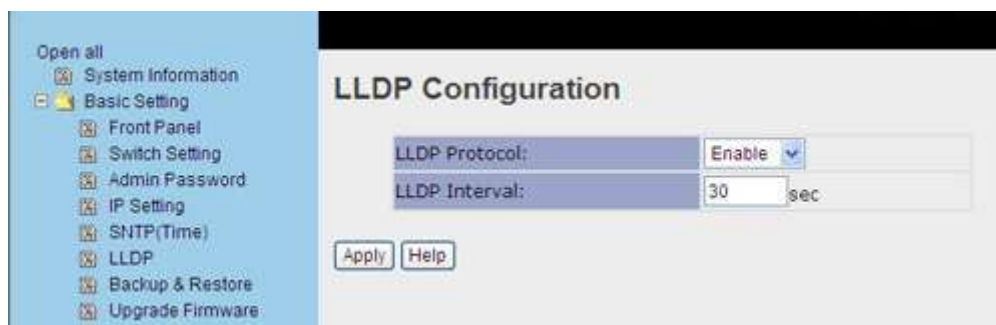 Open all
System Information
Basic Setting
Front Panel
Switch Setting
Admin Password
IP Setting
SNTP(Time)
LLDP
Backup & Restore
Upgrade Firmware
LLDP Configuration
LLDP Protocol: Enable
LLDP Interval: 30 sec
Apply Help